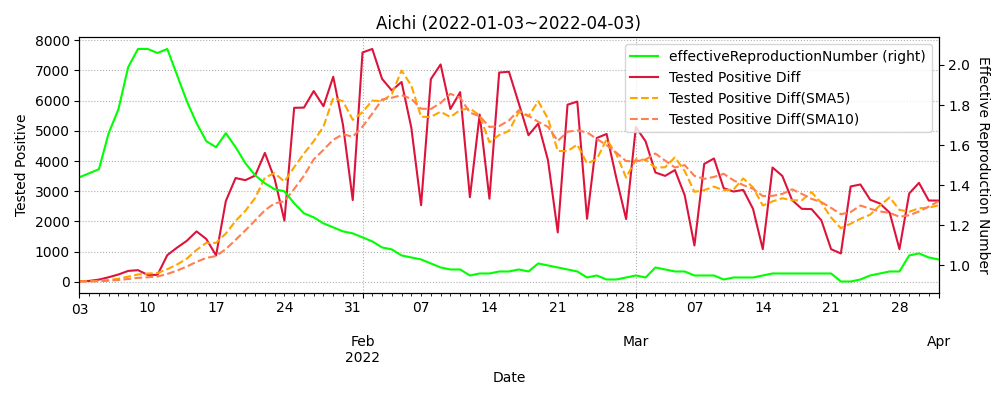 Aichi (2022-01-03~2022-04-03)
effectiveReproductionNumber (right)
Tested Positive Diff
Tested Positive Diff(SMA5)
Tested Positive Diff(SMA10)
8000
7000
6000
5000
4000
3000
2000
1000
0
Tested Positive
2.0
1.8
1.6
1.4
1.2
1.0
Effective Reproduction Number
03 10 17 24 31 07 14 21 28 07 14 21 28
Feb Mar Apr
2022
Date